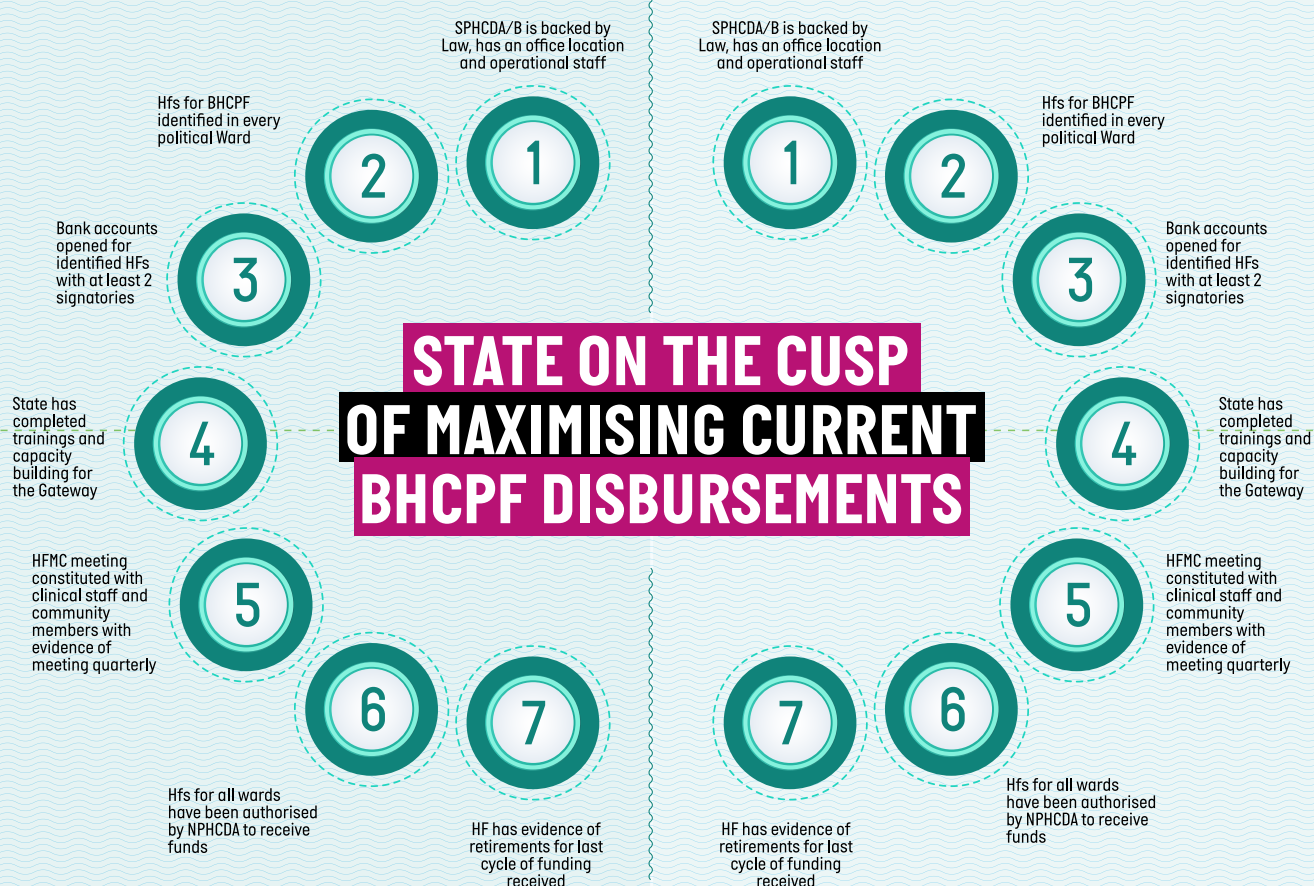 SPHCDA/B is backed by
Law, has an office location
and operational staff
1
Hfs for BHCPF
identified in every
political Ward
2
Bank accounts
opened for
identified HFs
with at least 2
signatories
3
State has
completed
trainings and
capacity
building for
the Gateway
4
HFMC meeting
constituted with
clinical staff and
community
members with
evidence of
meeting quarterly
5
6
Hfs for all wards
have been authorised
by NPHCDA to receive
funds
7
HF has evidence of
retirements for last
cycle of funding
received
STATE ON THE CUSP
OF MAXIMISING CURRENT
BHCPF DISBURSEMENTS
SPHCDA/B is backed by
Law, has an office location
and operational staff
1
Hfs for BHCPF
identified in every
political Ward
2
Bank accounts
opened for
identified HFs
with at least 2
signatories
3
State has
completed
trainings and
capacity
building for
the Gateway
4
HFMC meeting
constituted with
clinical staff and
community
members with
evidence of
meeting quarterly
5
6
Hfs for all wards
have been authorised
by NPHCDA to receive
funds
7
HF has evidence of
retirements for last
cycle of funding
received